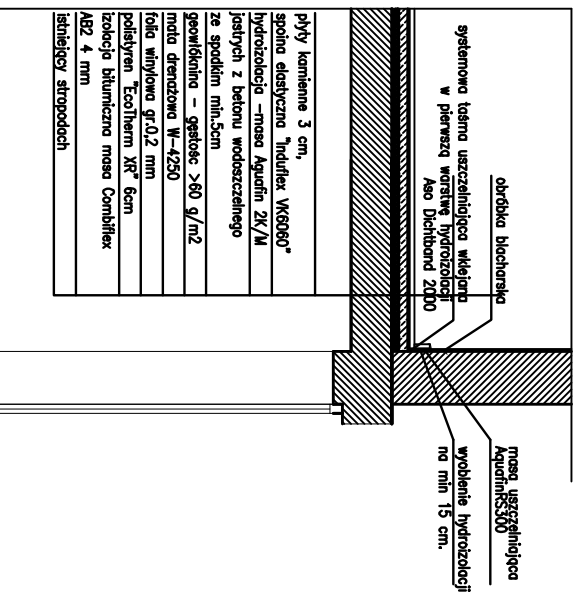 obróbka blacharska
systemowa taśma uszczelniająca wklejana
w pierwszą warstwę hydroizolacji
Aso Dichtband 2000
masa uszczelniająca
AquafinRS300
wyoblenie hydroizolacji
na min 15 cm.
płyty kamienne 3 cm,
spoina elastyczna "Induflex VK6060"
hydroizolacja -masa Aquafin 2K/M
jastrych z betonu wodoszczelnego
ze spadkim min.5cm
geowłóknina - gęstośc >60 g/m2
mata drenażowa W-4250
folia winylowa gr.0,2 mm
polistyren "EcoTherm XR" 6cm
izolacja bitumiczna masa Combiflex
AB2 4 mm
istniejący stropodach